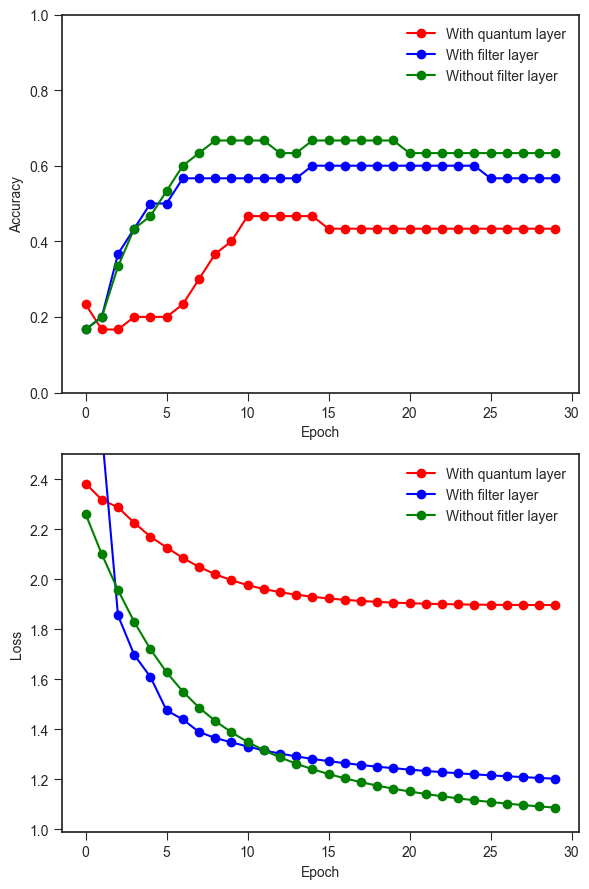 1.0
With quantum layer
With filter layer
Without filter layer
0.8
0.6
Accuracy
0.4
0.2
0.0
0 5 10 15 20 25 30
Epoch
2.4
With quantum layer
With filter layer
Without fitler layer
2.2
2.0
1.8
Loss
1.6
1.4
1.2
1.0
0 5 10 15 20 25 30
Epoch